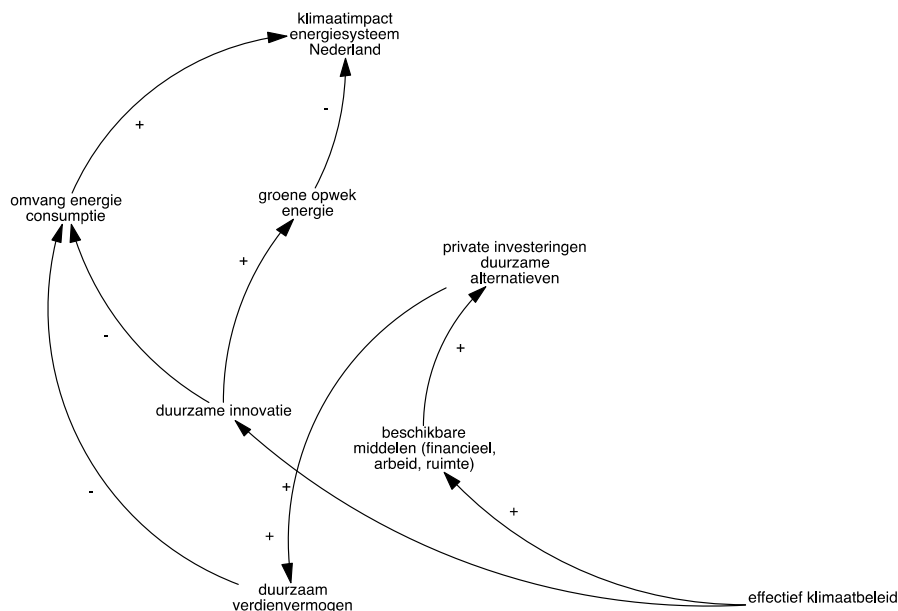 klimaatimpact
energiesysteem
Nederland
-
+
omvang energie
consumptie
groene opwek
energie
private investeringen
duurzame
alternatieven
+
-
+
duurzame innovatie
beschikbare
middelen (financieel,
arbeid, ruimte)
-
+
+
+
duurzaam
verdienvermogen
effectief klimaatbeleid